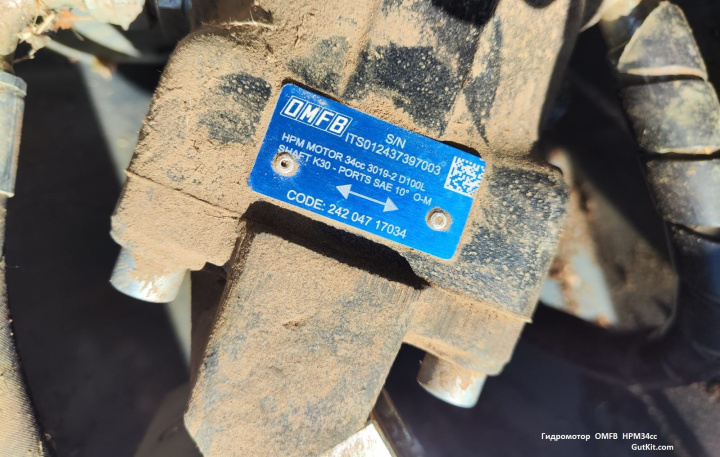 OMFB
S/N
ITS012437397003
HPM MOTOR 34cc 3019-2 D100L
SHAFT K30 - PORTS SAE 10° O-M
CODE: 242 047 17034
Гидромотор OMFB HPM34cc
GutKit.com